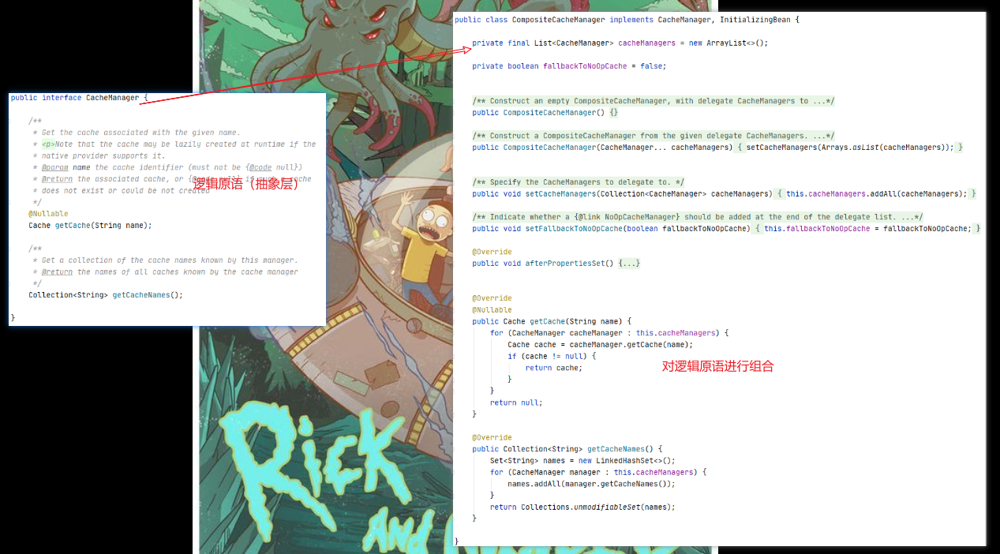 public interface CacheManager {
/**
* Get the cache associated with the given name.
* <p>Note that the cache may be lazily created at runtime if the
* native provider supports it.
* @param name the cache identifier (must not be {@code null})
* @return the associated cache, or {@code null} if such a cache
* does not exist or could be not created
*/
逻辑原语（抽象层）
@Nullable
Cache getCache(String name);
/**
* Get a collection of the cache names known by this manager.
* @return the names of all caches known by the cache manager
*/
Collection<String> getCacheNames();
}
public class CompositeCacheManager implements CacheManager, InitializingBean {
private final List<CacheManager> cacheManagers = new ArrayList<>();
private boolean fallbackToNoOpCache = false;
/** Construct an empty CompositeCacheManager, with delegate CacheManagers to ...*/
public CompositeCacheManager() {}
/** Construct a CompositeCacheManager from the given delegate CacheManagers. ...*/
public CompositeCacheManager(CacheManager... cacheManagers) { setCacheManagers(Arrays.asList(cacheManagers)); }
/** Specify the CacheManagers to delegate to. */
public void setCacheManagers(Collection<CacheManager> cacheManagers) { this.cacheManagers.addAll(cacheManagers); }
/** Indicate whether a {@link NoOpCacheManager} should be added at the end of the delegate list. ...*/
public void setFallbackToNoOpCache(boolean fallbackToNoOpCache) { this.fallbackToNoOpCache = fallbackToNoOpCache; }
@Override
public void afterPropertiesSet() {...}
@Override
@Nullable
public Cache getCache(String name) {
for (CacheManager cacheManager : this.cacheManagers) {
Cache cache = cacheManager.getCache(name);
if (cache != null) {
return cache;
}
}
return null;
}
对逻辑原语进行组合
@Override
public Collection<String> getCacheNames() {
Set<String> names = new LinkedHashSet<>();
for (CacheManager manager : this.cacheManagers) {
names.addAll(manager.getCacheNames());
}
return Collections.unmodifiableSet(names);
}
}
Rick
AND